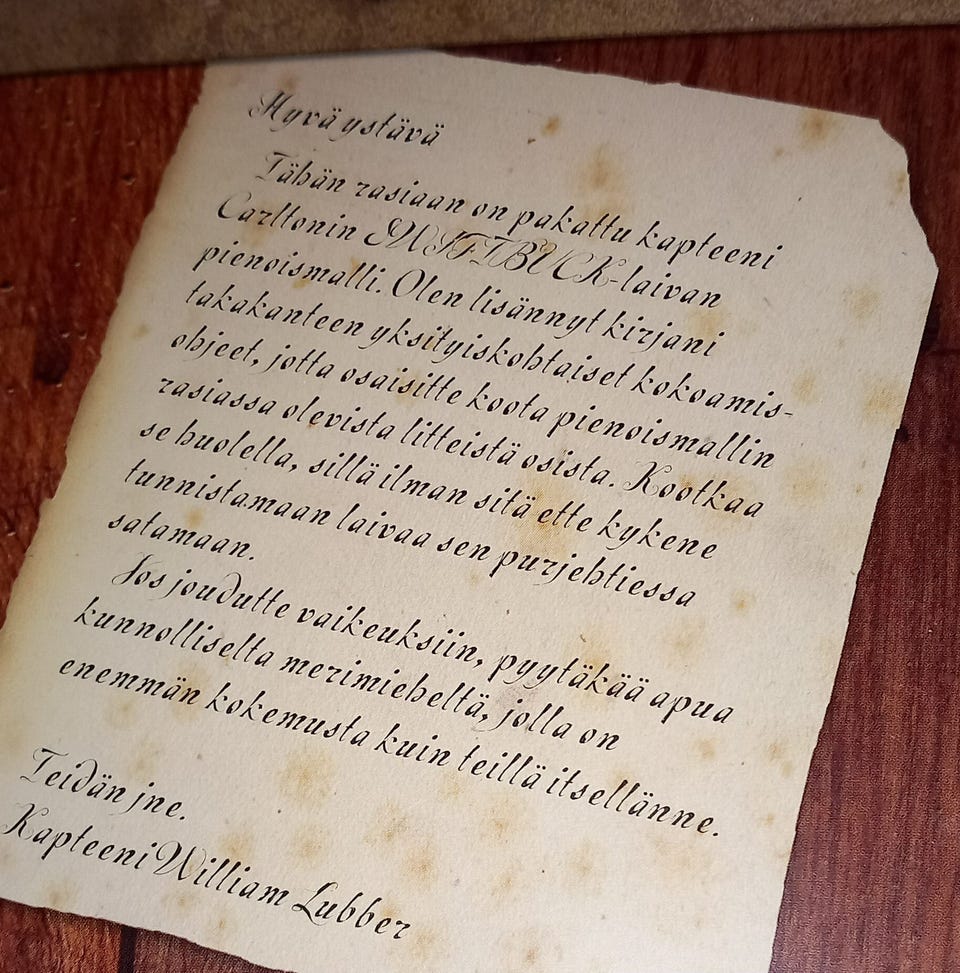 Hyvä ystävä
Tähän rasiaan on pakattu kapteeni
Carltonin SWIFTBUCK-laivan
pienoismalli. Olen lisännyt kirjani
takakanteen yksityiskohtaiset kokoamis-
ohjeet, jotta osaisitte koota pienoismallin
rasiassa olevista litteistä osista. Kootkaa
se huolella, sillä ilman sitä ette kykene
tunnistamaan laivaa sen purjehtiessa
satamaan.
Jos joudutte vaikeuksiin, pyytäkää apua
kunnolliselta merimieheltä, jolla on
enemmän kokemusta kuin teillä itsellänne.
Teidän jne.
Kapteeni William Lubber